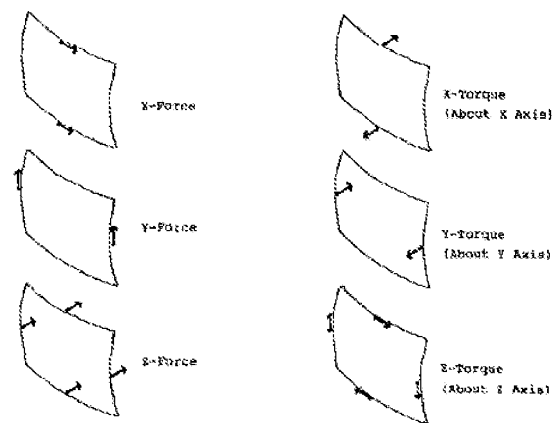 X-Force
X-Torque
(About X Axis)
Y-Force
Y-Torque
(About Y Axis)
Z-Force
Z-Torque
(About Z Axis)